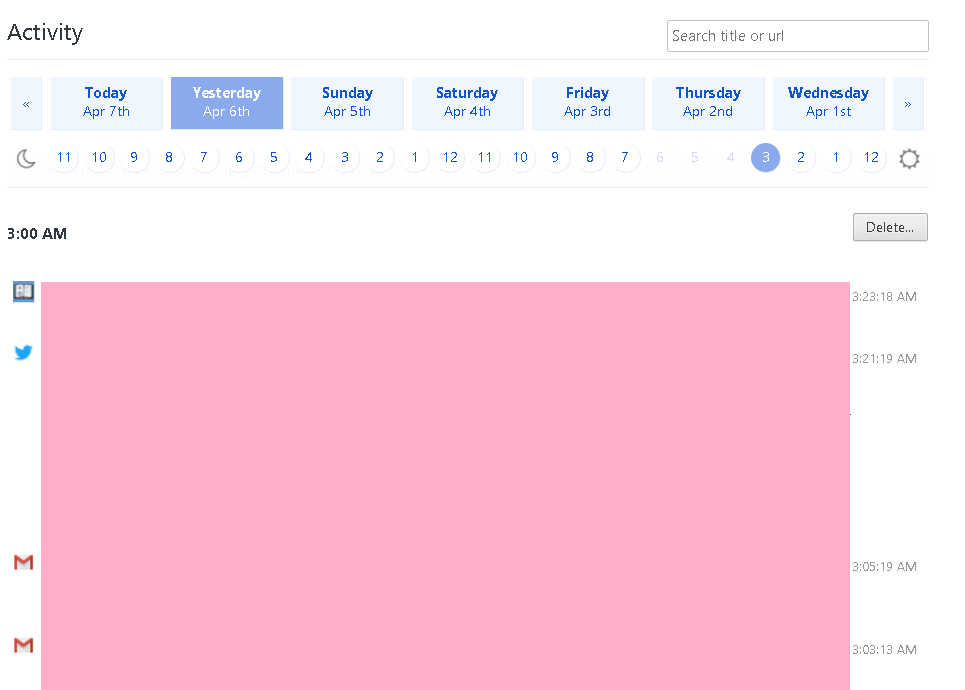 Activity
Search title or url
« Today Yesterday Sunday Saturday Friday Thursday Wednesday »
Apr 7th Apr 6th Apr 5th Apr 4th Apr 3rd Apr 2nd Apr 1st
11 10 9 8 7 6 5 4 3 2 1 12 11 10 9 8 7 6 5 4 3 2 1 12
3:00 AM
Delete...
3:23:18 AM
3:21:19 AM
3:05:19 AM
3:03:13 AM